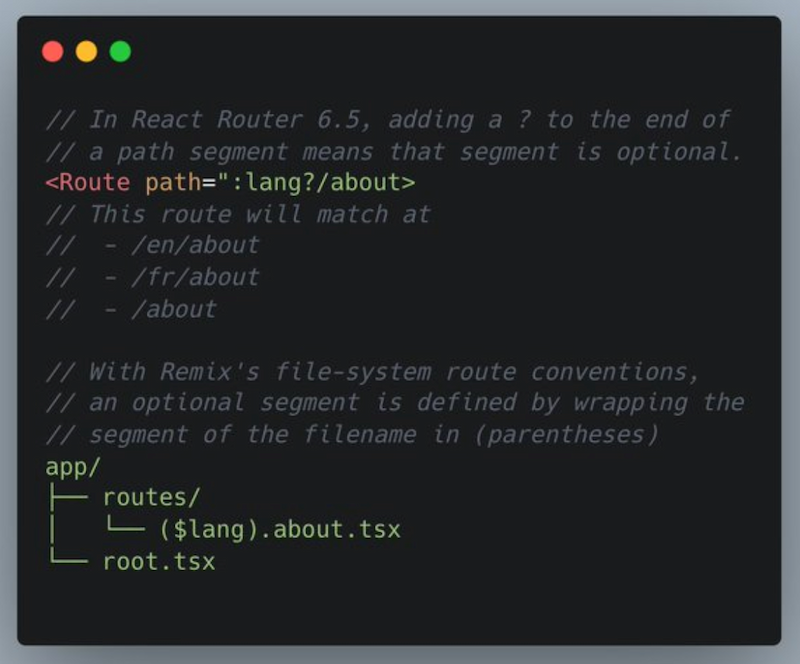 // In React Router 6.5, adding a ? to the end of
// a path segment means that segment is optional.
<Route path=":lang?/about>
// This route will match at
//  - /en/about
//  - /fr/about
//  - /about
// With Remix's file-system route conventions,
// an optional segment is defined by wrapping the
// segment of the filename in (parentheses)
app/
├── routes/
│   └── ($lang).about.tsx
└── root.tsx